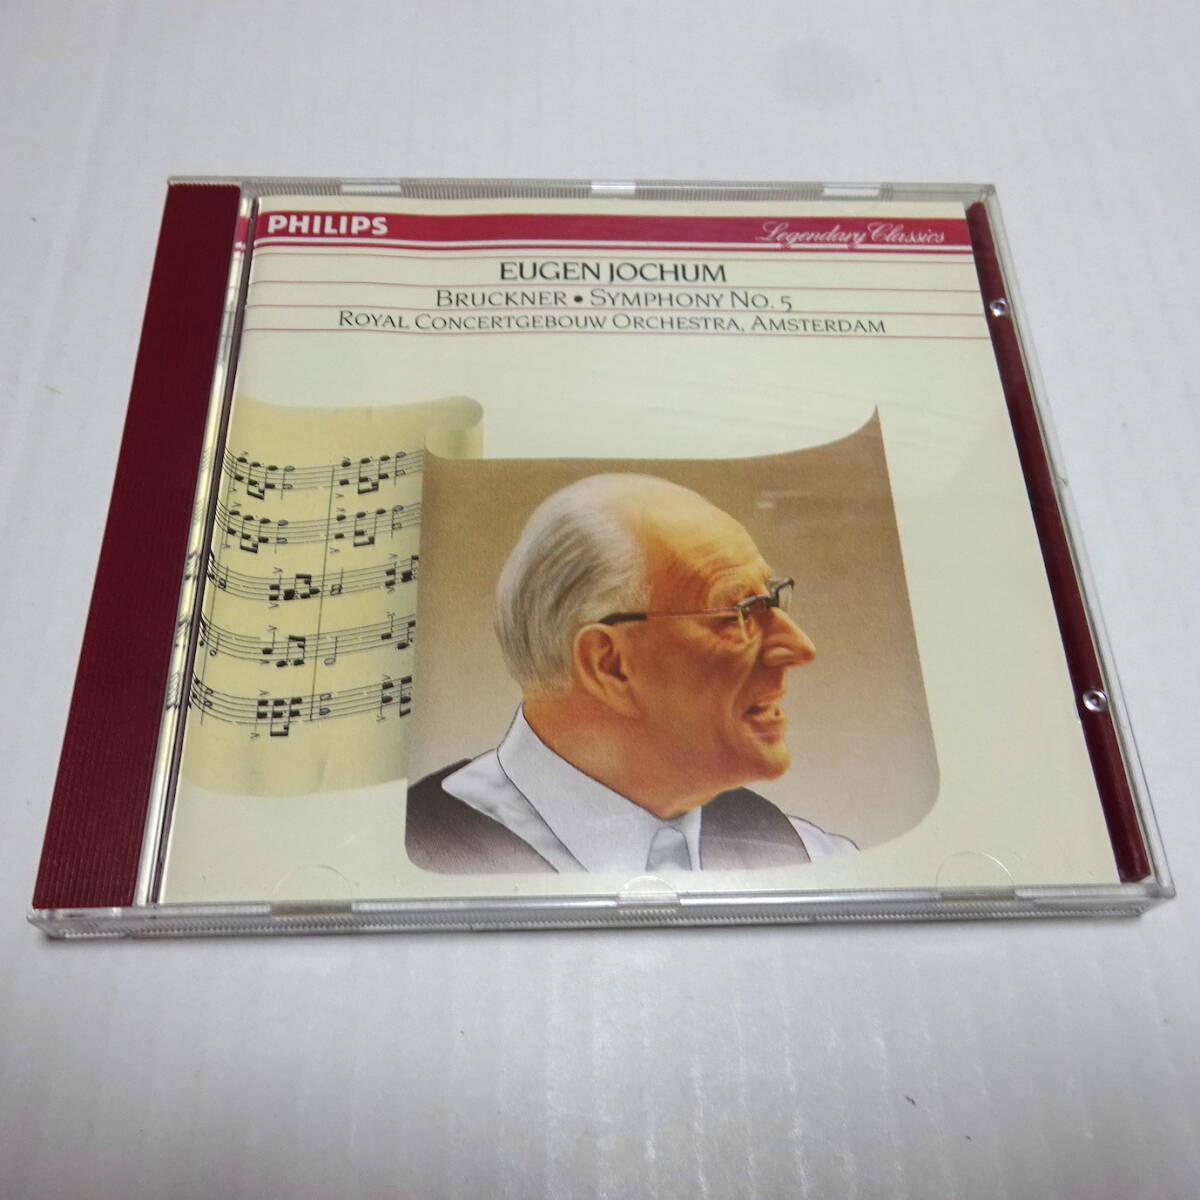 PHILIPS
Legendary Classics
EUGEN JOCHUM
BRUCKNER • SYMPHONY NO. 5
ROYAL CONCERTGEBOUW ORCHESTRA, AMSTERDAM